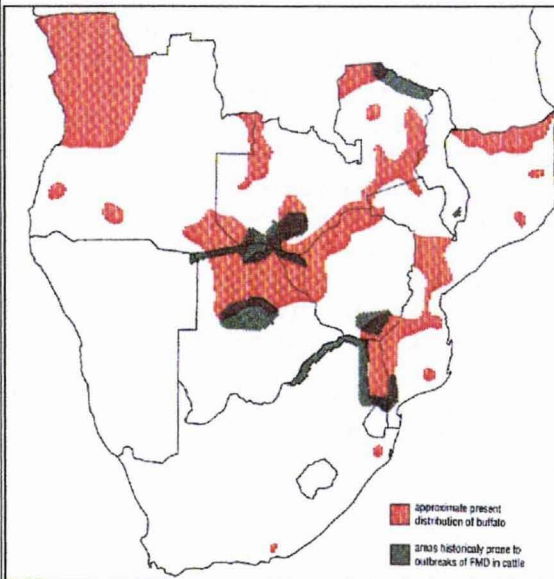 approximate present
distribution of buffalo
areas historicaly prone to
outbreaks of FMD in cattle